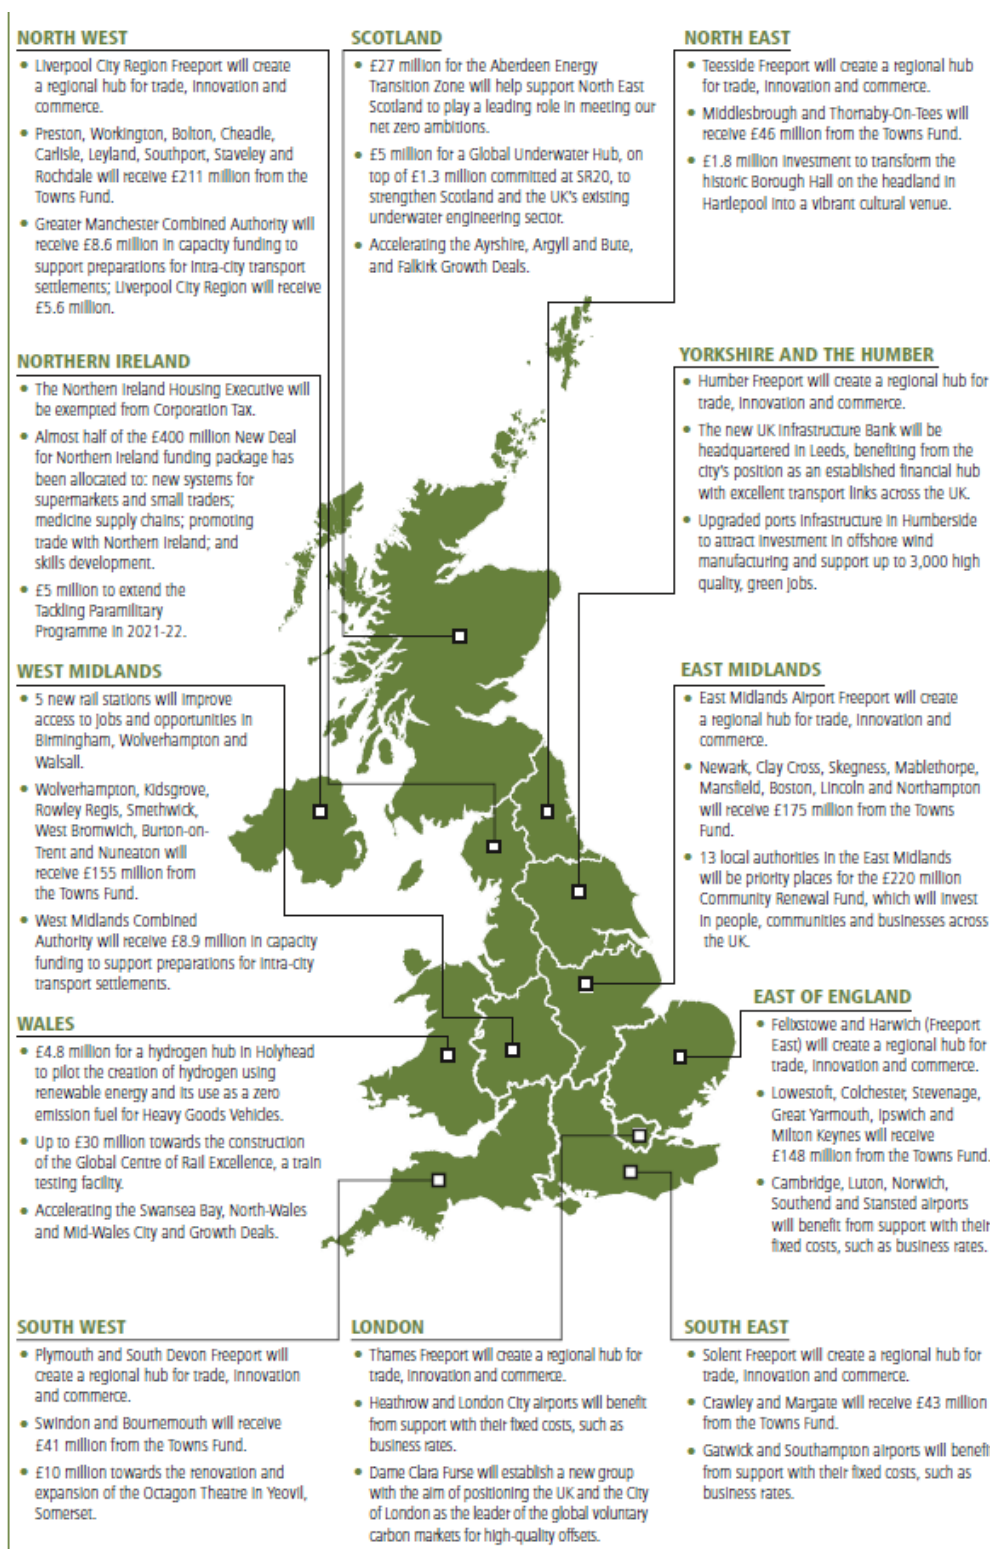 NORTH WEST
• Liverpool City Region Freeport will create
a regional hub for trade, innovation and
commerce.
• Preston, Workington, Bolton, Cheadle,
Carlisle, Leyland, Southport, Staveley and
Rochdale will receive £211 million from the
Towns Fund.
• Greater Manchester Combined Authority will
receive £8.6 million in capacity funding to
support preparations for intra-city transport
settlements; Liverpool City Region will receive
£5.6 million.
SCOTLAND
• £27 million for the Aberdeen Energy
Transition Zone will help support North East
Scotland to play a leading role in meeting our
net zero ambitions.
• £5 million for a Global Underwater Hub, on
top of £1.3 million committed at SR20, to
strengthen Scotland and the UK's existing
underwater engineering sector.
• Accelerating the Ayrshire, Argyll and Bute,
and Falkirk Growth Deals.
NORTH EAST
• Teesside Freeport will create a regional hub
for trade, innovation and commerce.
• Middlesbrough and Thornaby-On-Tees will
receive £46 million from the Towns Fund.
• £1.8 million investment to transform the
historic Borough Hall on the headland in
Hartlepool into a vibrant cultural venue.
NORTHERN IRELAND
• The Northern Ireland Housing Executive will
be exempted from Corporation Tax.
• Almost half of the £400 million New Deal
for Northern Ireland funding package has
been allocated to: new systems for
supermarkets and small traders;
medicine supply chains; promoting
trade with Northern Ireland; and
skills development.
• £5 million to extend the
Tackling Paramilitary
Programme in 2021-22.
YORKSHIRE AND THE HUMBER
• Humber Freeport will create a regional hub for
trade, innovation and commerce.
• The new UK Infrastructure Bank will be
headquartered in Leeds, benefiting from the
city's position as an established financial hub
with excellent transport links across the UK.
• Upgraded ports infrastructure in Humberside
to attract investment in offshore wind
manufacturing and support up to 3,000 high
quality, green jobs.
WEST MIDLANDS
• 5 new rail stations will improve
access to jobs and opportunities in
Birmingham, Wolverhampton and
Walsall.
• Wolverhampton, Kidsgrove,
Rowley Regis, Smethwick,
West Bromwich, Burton-on-
Trent and Nuneaton will
receive £155 million from
the Towns Fund.
• West Midlands Combined
Authority will receive £8.9 million in capacity
funding to support preparations for intra-city
transport settlements.
EAST MIDLANDS
• East Midlands Airport Freeport will create
a regional hub for trade, innovation and
commerce.
• Newark, Clay Cross, Skegness, Mablethorpe,
Mansfield, Boston, Lincoln and Northampton
will receive £175 million from the Towns
Fund.
• 13 local authorities in the East Midlands
will be priority places for the £220 million
Community Renewal Fund, which will invest
in people, communities and businesses across
the UK.
WALES
• £4.8 million for a hydrogen hub in Holyhead
to pilot the creation of hydrogen using
renewable energy and its use as a zero
emission fuel for Heavy Goods Vehicles.
• Up to £30 million towards the construction
of the Global Centre of Rail Excellence, a train
testing facility.
• Accelerating the Swansea Bay, North-Wales
and Mid-Wales City and Growth Deals.
EAST OF ENGLAND
• Felixstowe and Harwich (Freeport
East) will create a regional hub for
trade, innovation and commerce.
• Lowestoft, Colchester, Stevenage,
Great Yarmouth, Ipswich and
Milton Keynes will receive
£148 million from the Towns Fund.
• Cambridge, Luton, Norwich,
Southend and Stansted airports
will benefit from support with their
fixed costs, such as business rates.
SOUTH WEST
• Plymouth and South Devon Freeport will
create a regional hub for trade, innovation
and commerce.
• Swindon and Bournemouth will receive
£41 million from the Towns Fund.
• £10 million towards the renovation and
expansion of the Octagon Theatre in Yeovil,
Somerset.
LONDON
• Thames Freeport will create a regional hub for
trade, innovation and commerce.
• Heathrow and London City airports will benefit
from support with their fixed costs, such as
business rates.
• Dame Clara Furse will establish a new group
with the aim of positioning the UK and the City
of London as the leader of the global voluntary
carbon markets for high-quality offsets.
SOUTH EAST
• Solent Freeport will create a regional hub for
trade, innovation and commerce.
• Crawley and Margate will receive £43 million
from the Towns Fund.
• Gatwick and Southampton airports will benefit
from support with their fixed costs, such as
business rates.